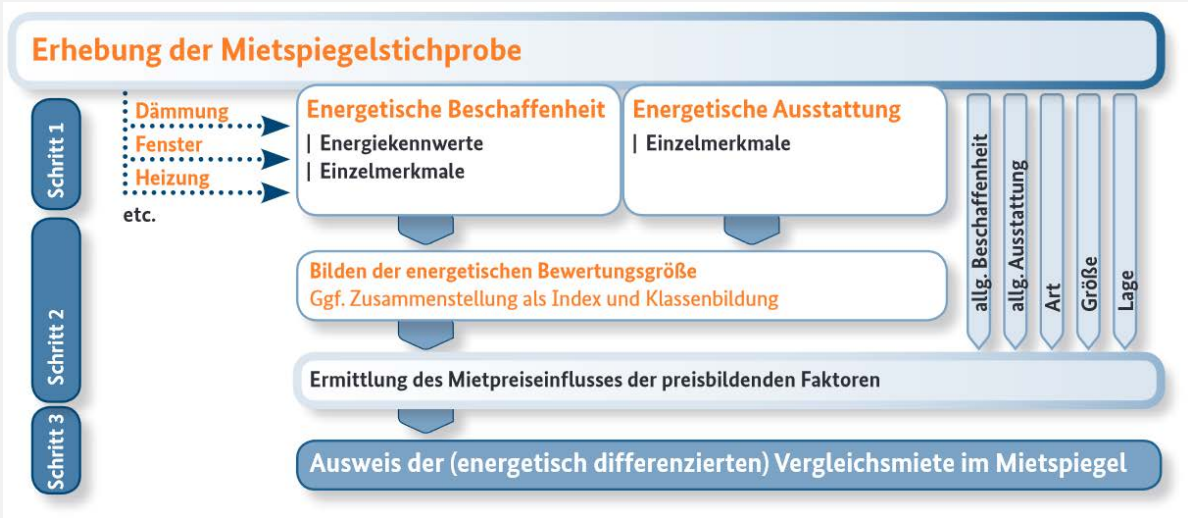 Erhebung der Mietspiegelstichprobe
Schritt 1
Dämmung
Fenster
Heizung
etc.
Energetische Beschaffenheit
| Energiekennwerte
| Einzelmerkmale
Energetische Ausstattung
| Einzelmerkmale
allg. Beschaffenheit
allg. Ausstattung
Art
Größe
Lage
Schritt 2
Bilden der energetischen Bewertungsgröße
Ggf. Zusammenstellung als Index und Klassenbildung
Ermittlung des Mietpreiseinflusses der preisbildenden Faktoren
Schritt 3
Ausweis der (energetisch differenzierten) Vergleichsmiete im Mietspiegel